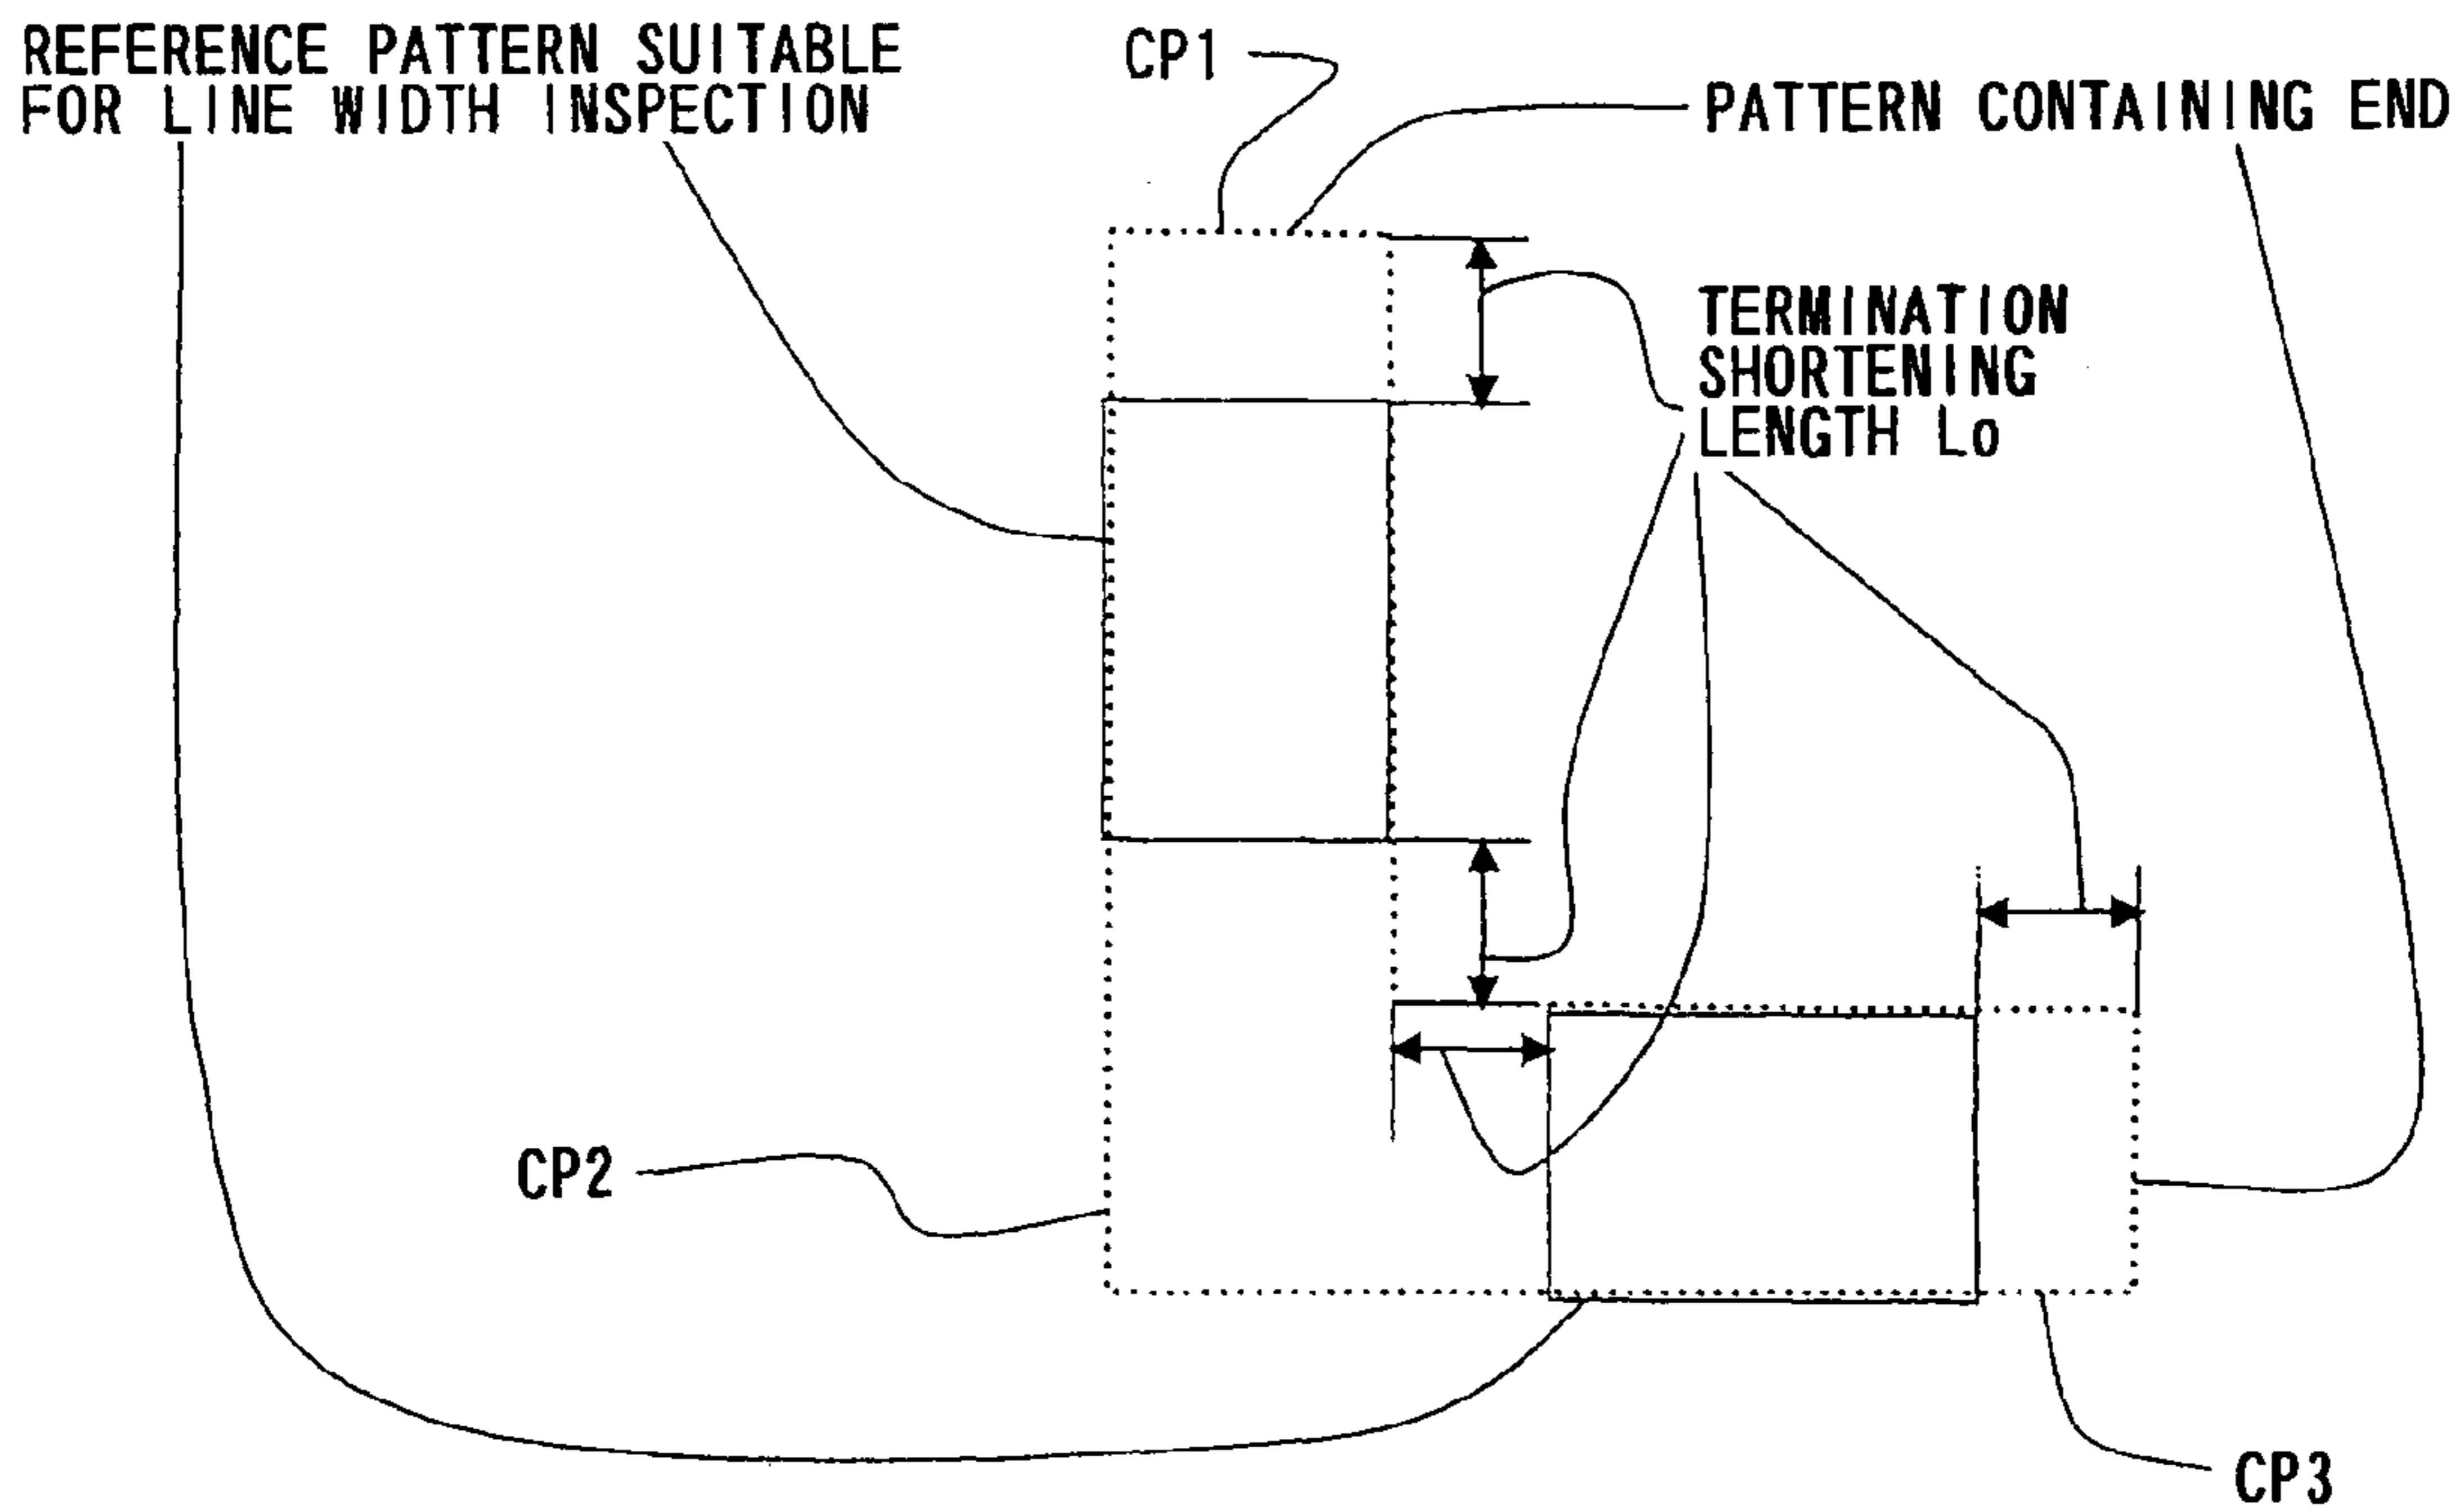 REFERENCE PATTERN SUITABLE
FOR LINE WIDTH INSPECTION
CP1
PATTERN CONTAINING END
TERMINATION
SHORTENING
LENGTH Lo
CP2
CP3